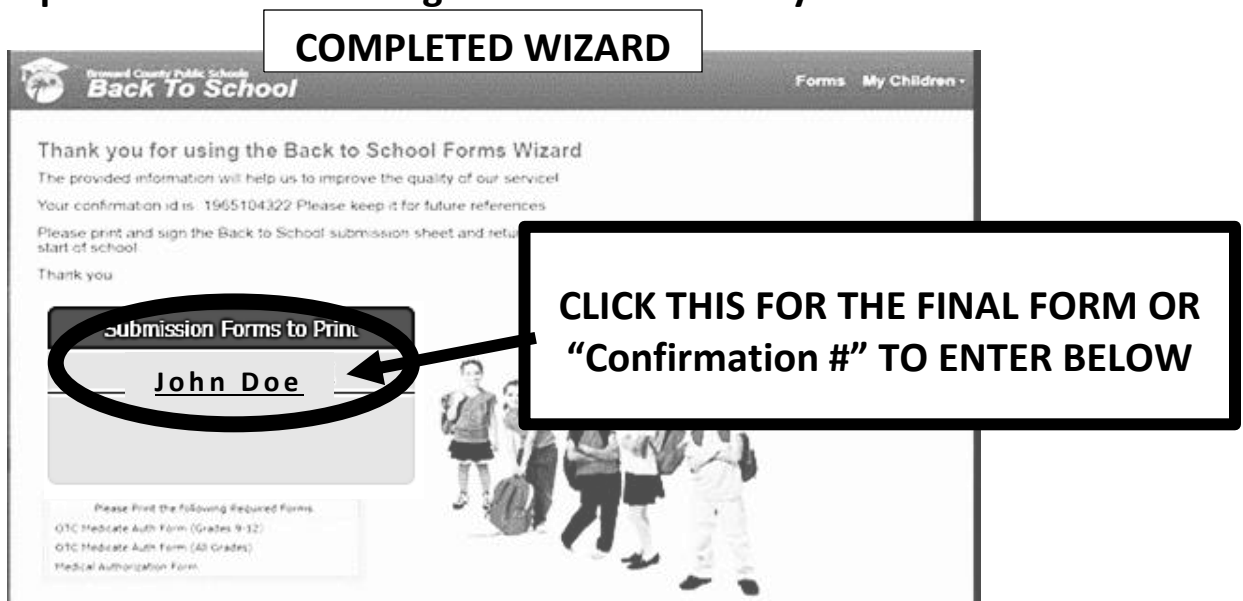 COMPLETED WIZARD
Broward County Public Schools
Back To School
Forms My Children
Thank you for using the Back to School Forms Wizard
The provided information will help us to improve the quality of our service!
Your confirmation id is 1965104322 Please keep it for future references
Please print and sign the Back to School submission sheet and
start of school
Thank you
CLICK THIS FOR THE FINAL FORM OR
“Confirmation #” TO ENTER BELOW
Submission Forms to Print
John Doe
Please Print the following Required Forms
OTC Medicate Auth Form (Grades 9-12)
OTC Medicate Auth Form (All Grades)
Medical Authorization Form